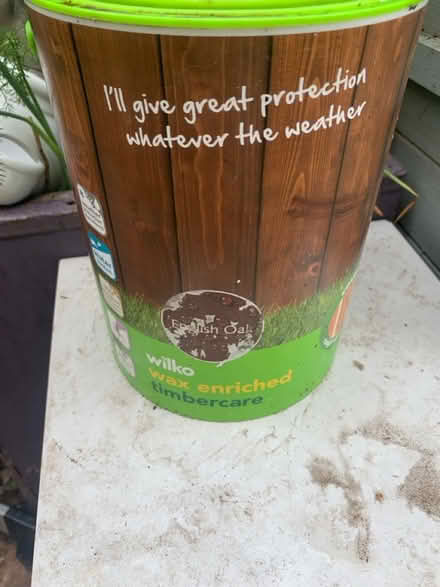 I'll give great protection
whatever the weather
English Oak
wilko
wax enriched
timbercare